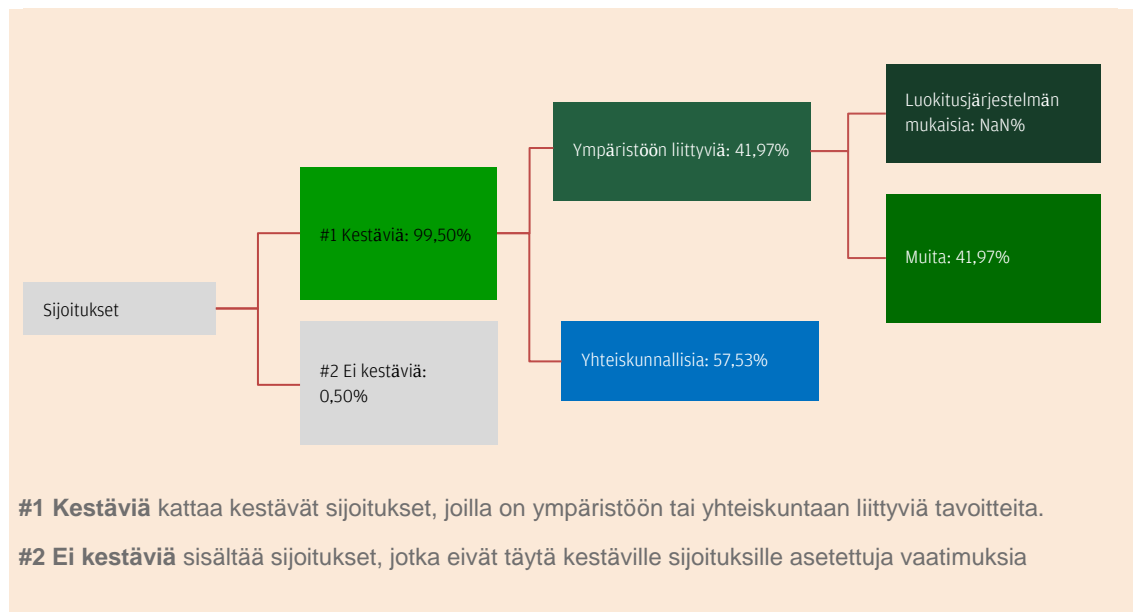 Sijoitukset
#1 Kestäviä: 99,50%
#2 Ei kestäviä:
0,50%
Ympäristöön liittyviä: 41,97%
Yhteiskunnallisia: 57,53%
Luokitusjärjestelmän
mukaisia: NaN%
Muita: 41,97%
#1 Kestäviä kattaa kestävät sijoitukset, joilla on ympäristöön tai yhteiskuntaan liittyviä tavoitteita.
#2 Ei kestäviä sisältää sijoitukset, jotka eivät täytä kestäville sijoituksille asetettuja vaatimuksia